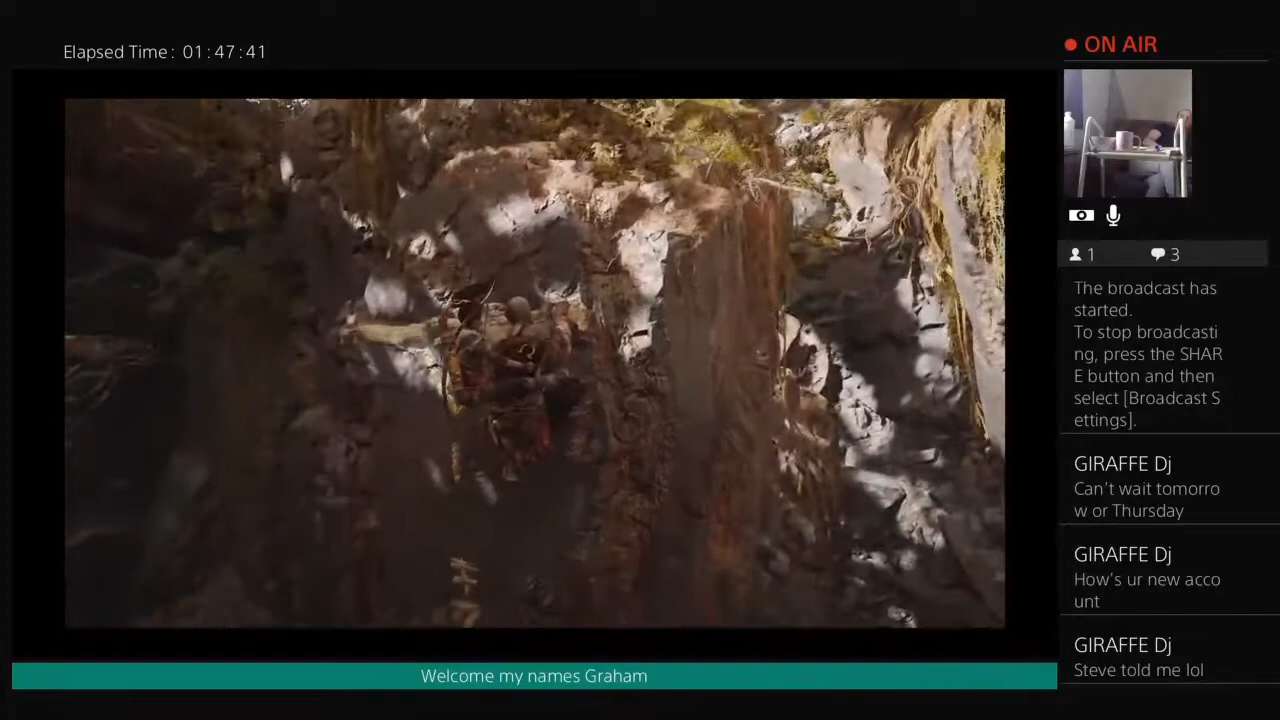 Elapsed Time: 01:47:41
ON AIR
1 3
The broadcast has
started.
To stop broadcasti
ng, press the SHAR
E button and then
select [Broadcast S
ettings].
GIRAFFE Dj
Can't wait tomorro
w or Thursday
GIRAFFE Dj
How's ur new acco
unt
GIRAFFE Dj
Steve told me lol
Welcome my names Graham